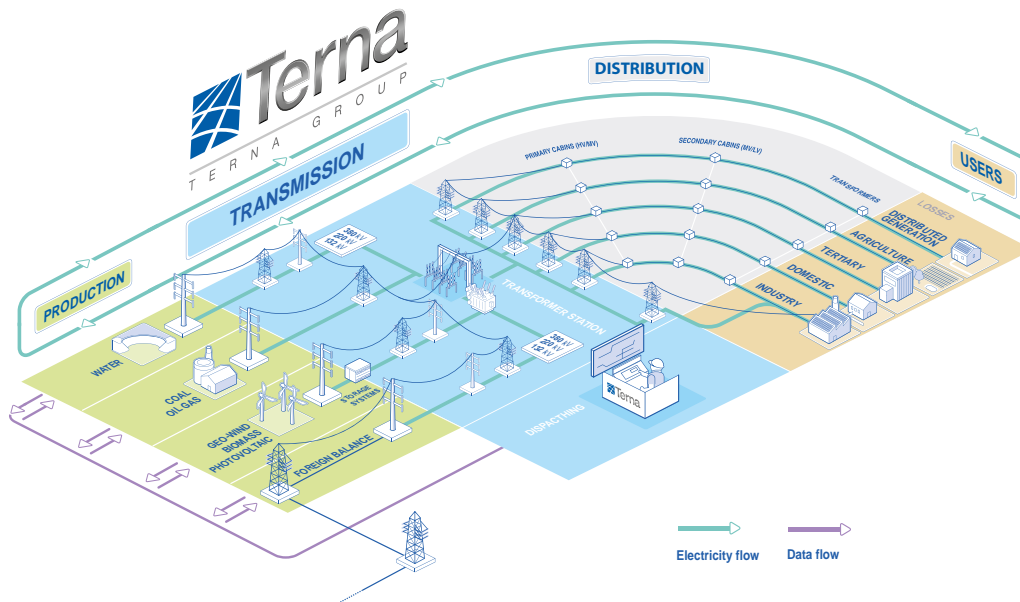 Terna
TERNA GROUP
DISTRIBUTION
TRANSMISSION
USERS
PRODUCTION
PRIMARY CABINS (HV/MV)
SECONDARY CABINS (MV/LV)
TRANSFORMERS
LOSSES
DISTRIBUTED
GENERATION
AGRICULTURE
TERTIARY
DOMESTIC
INDUSTRY
380 kV
220 kV
132 kV
TRANSFORMER STATION
380 kV
220 kV
132 kV
WATER
COAL
OIL-GAS
STORAGE
SYSTEMS
GEO-WIND
BIOMASS
PHOTOVOLTAIC
FOREIGN BALANCE
DISPACTHING
Terna
Electricity flow
Data flow